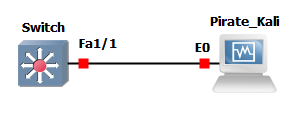 Switch
Pirate_Kali
Fa1/1
E0